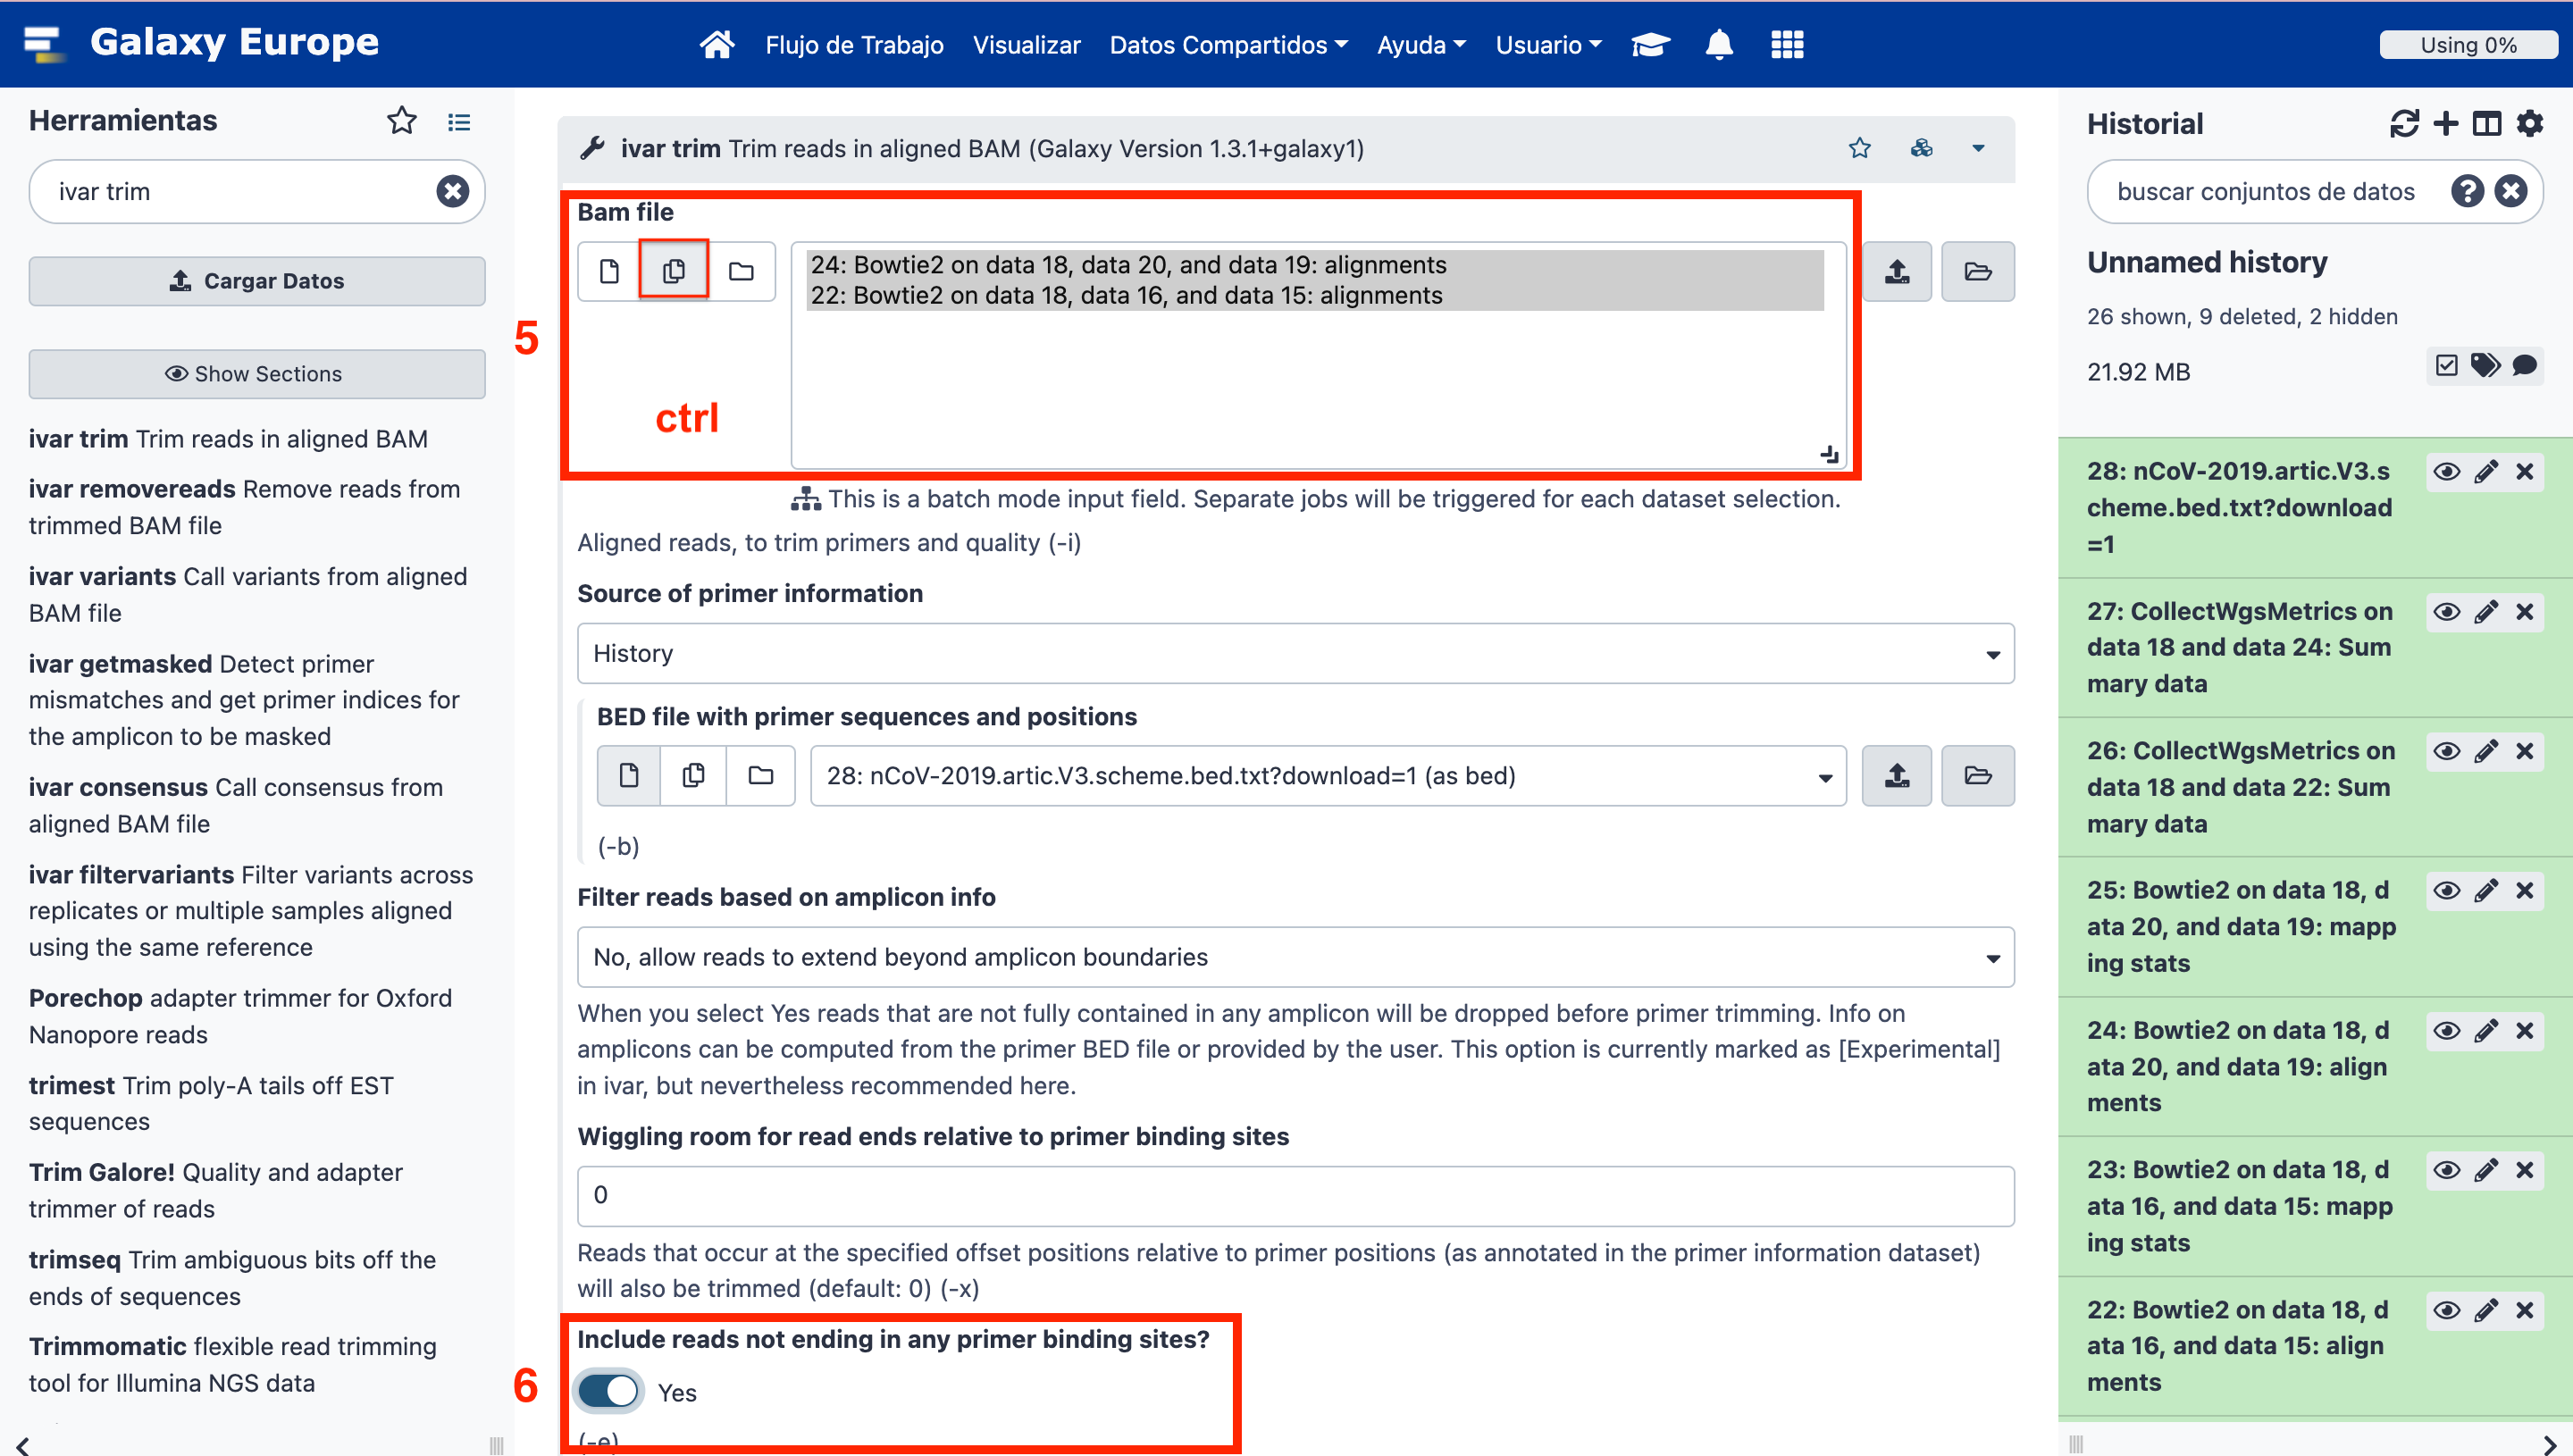 Galaxy Europe
Flujo de Trabajo
Visualizar
Datos Compartidos
Ayuda
Usuario
Using 0%
Herramientas
ivar trim
Cargar Datos
Show Sections
ivar trim Trim reads in aligned BAM
ivar removereads Remove reads from
trimmed BAM file
ivar variants Call variants from aligned
BAM file
ivar getmasked Detect primer
mismatches and get primer indices for
the amplicon to be masked
ivar consensus Call consensus from
aligned BAM file
ivar filtervariants Filter variants across
replicates or multiple samples aligned
using the same reference
Porechop adapter trimmer for Oxford
Nanopore reads
trimest Trim poly-A tails off EST
sequences
Trim Galore! Quality and adapter
trimmer of reads
trimseq Trim ambiguous bits off the
ends of sequences
Trimmomatic flexible read trimming
tool for Illumina NGS data
ivar trim Trim reads in aligned BAM (Galaxy Version 1.3.1+galaxy1)
5
Bam file
24: Bowtie2 on data 18, data 20, and data 19: alignments
22: Bowtie2 on data 18, data 16, and data 15: alignments
ctrl
This is a batch mode input field. Separate jobs will be triggered for each dataset selection.
Aligned reads, to trim primers and quality (-i)
Source of primer information
History
BED file with primer sequences and positions
28: nCoV-2019.artic.V3.scheme.bed.txt?download=1 (as bed)
(-b)
Filter reads based on amplicon info
No, allow reads to extend beyond amplicon boundaries
When you select Yes reads that are not fully contained in any amplicon will be dropped before primer trimming. Info on
amplicons can be computed from the primer BED file or provided by the user. This option is currently marked as [Experimental]
in ivar, but nevertheless recommended here.
Wiggling room for read ends relative to primer binding sites
0
Reads that occur at the specified offset positions relative to primer positions (as annotated in the primer information dataset)
will also be trimmed (default: 0) (-x)
6
Include reads not ending in any primer binding sites?
Yes
(-e)
Historial
buscar conjuntos de datos
Unnamed history
26 shown, 9 deleted, 2 hidden
21.92 MB
28: nCoV-2019.artic.V3.s
cheme.bed.txt?download
=1
27: CollectWgsMetrics on
data 18 and data 24: Sum
mary data
26: CollectWgsMetrics on
data 18 and data 22: Sum
mary data
25: Bowtie2 on data 18, d
ata 20, and data 19: mapp
ing stats
24: Bowtie2 on data 18, d
ata 20, and data 19: align
ments
23: Bowtie2 on data 18, d
ata 16, and data 15: mapp
ing stats
22: Bowtie2 on data 18, d
ata 16, and data 15: align
ments